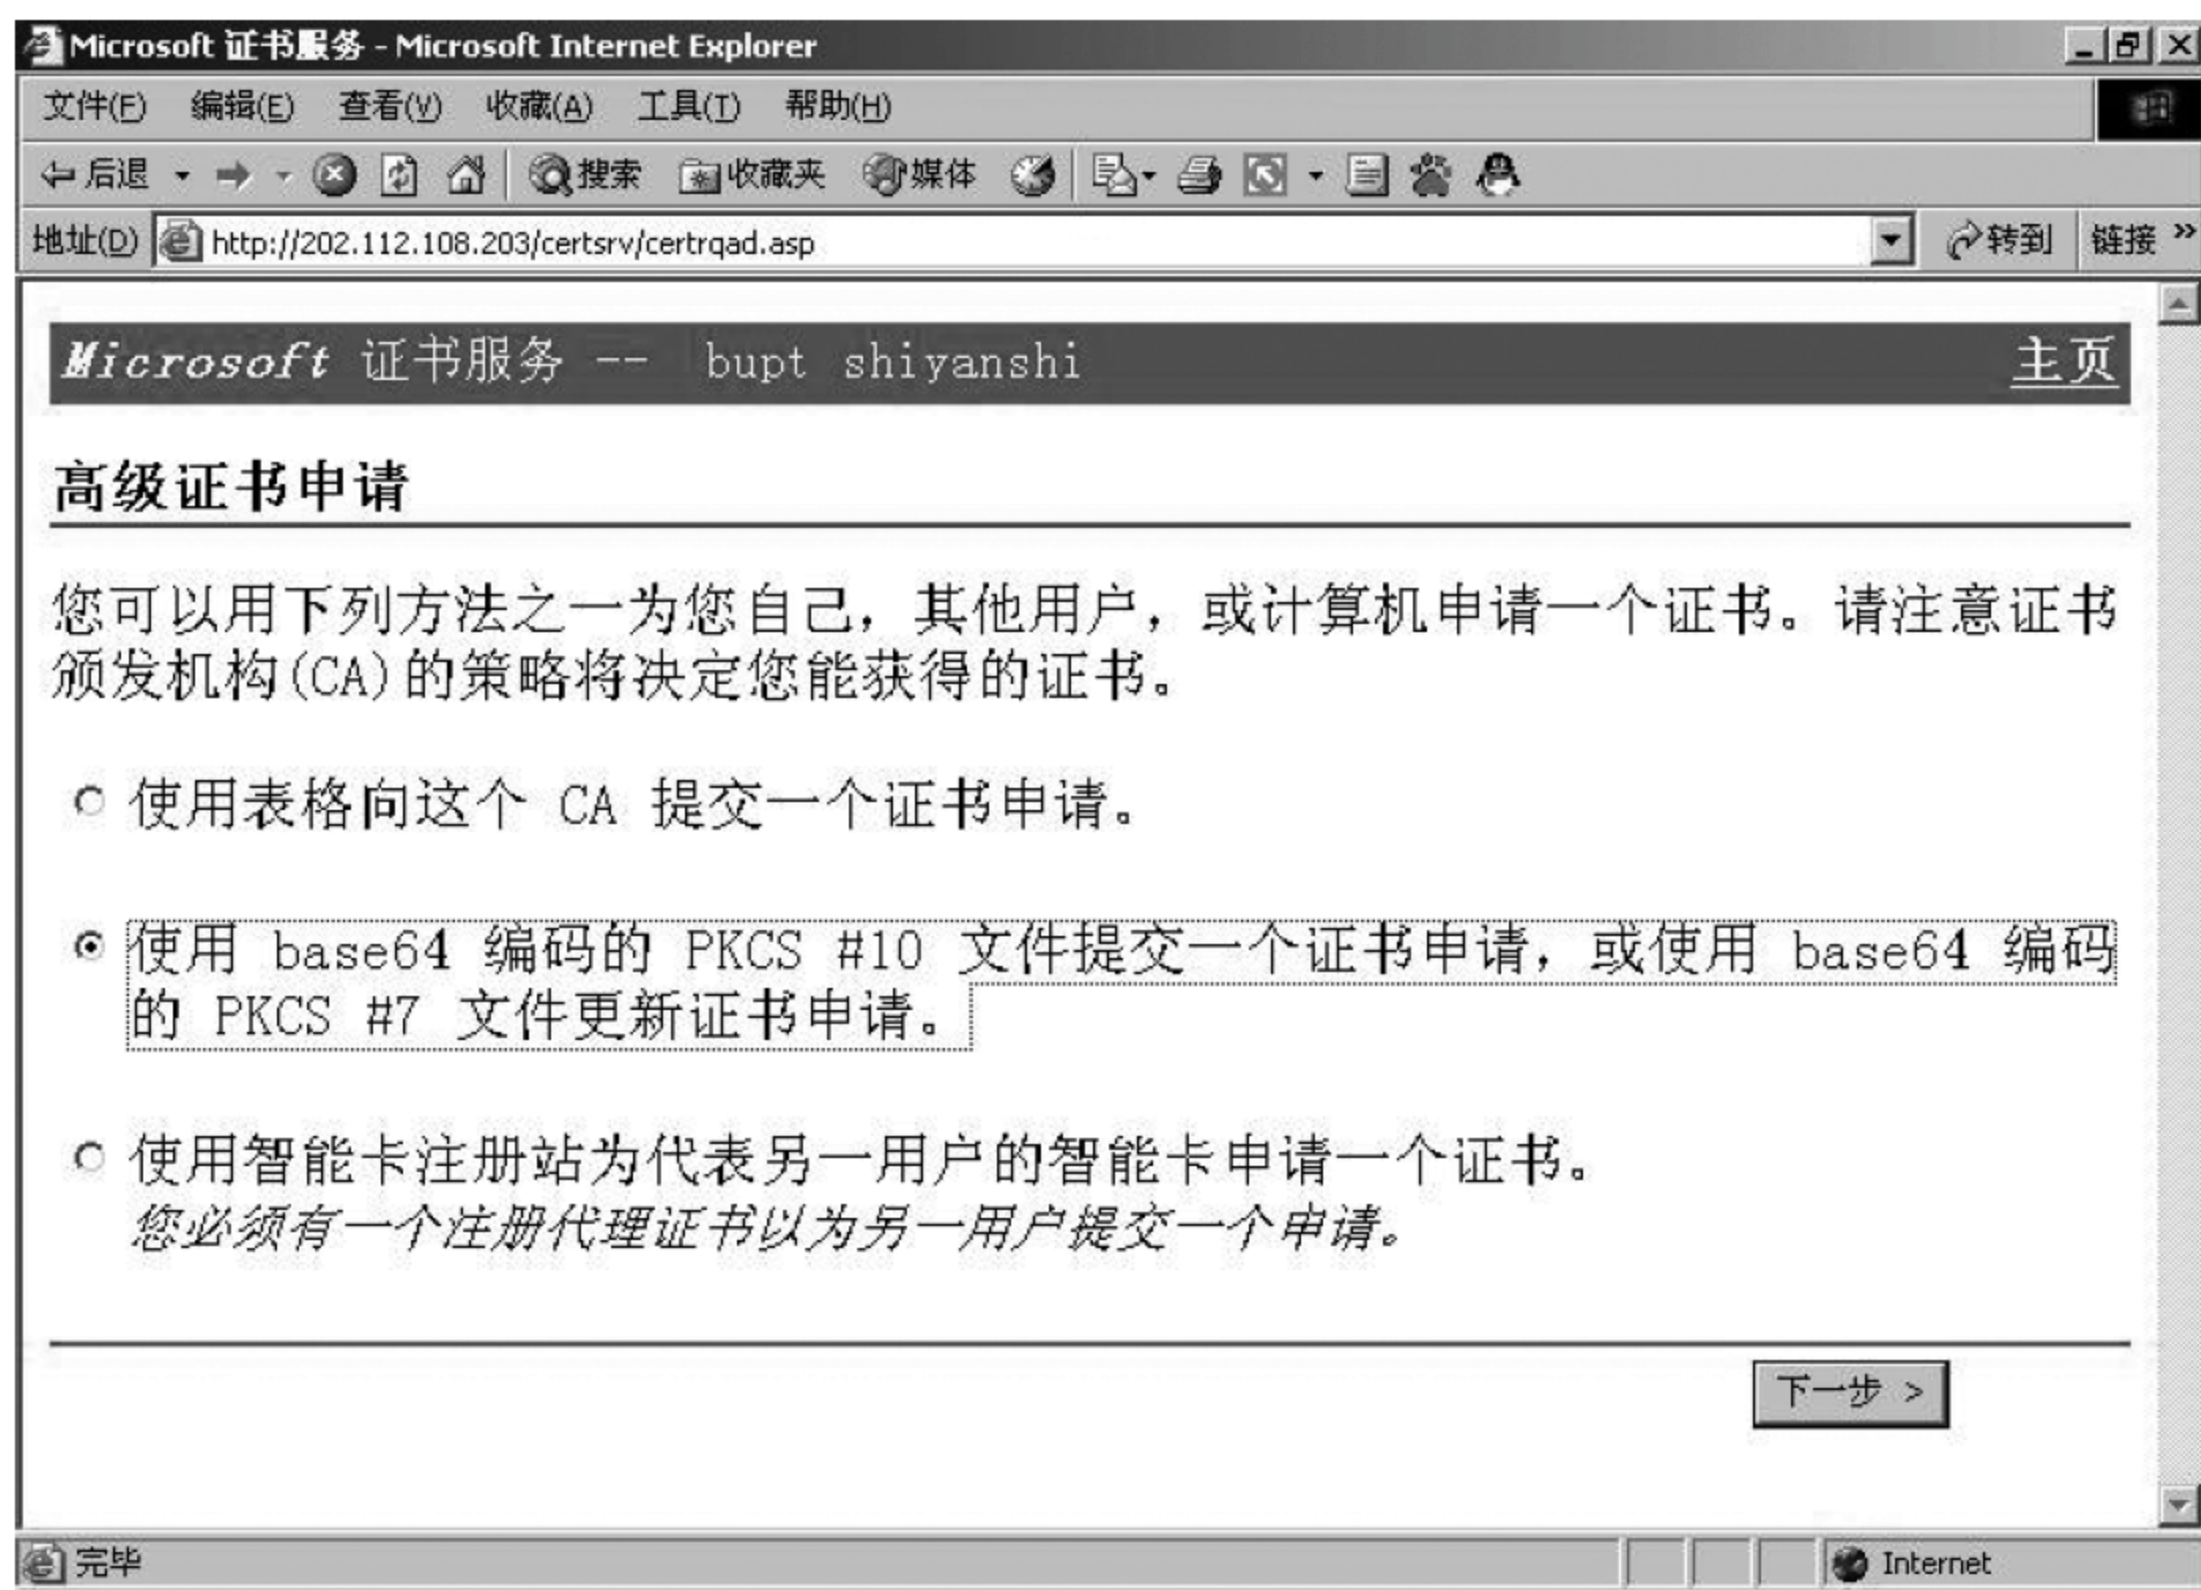 Microsoft 证书服务 - Microsoft Internet Explorer
文件(F) 编辑(E) 查看(V) 收藏(A) 工具(T) 帮助(H)
后退 搜索 收藏夹 媒体
地址(D) http://202.112.108.203/certsrv/certrqad.asp 转到 链接 »
Microsoft 证书服务 -- bupt shiyanshi 主页
高级证书申请
您可以用下列方法之一为您自己，其他用户，或计算机申请一个证书。请注意证书
颁发机构(CA)的策略将决定您能获得的证书。
使用表格向这个 CA 提交一个证书申请。
使用 base64 编码的 PKCS #10 文件提交一个证书申请，或使用 base64 编码
的 PKCS #7 文件更新证书申请。
使用智能卡注册站为代表另一用户的智能卡申请一个证书。
您必须有一个注册代理证书以为另一用户提交一个申请。
下一步 >
完毕 Internet